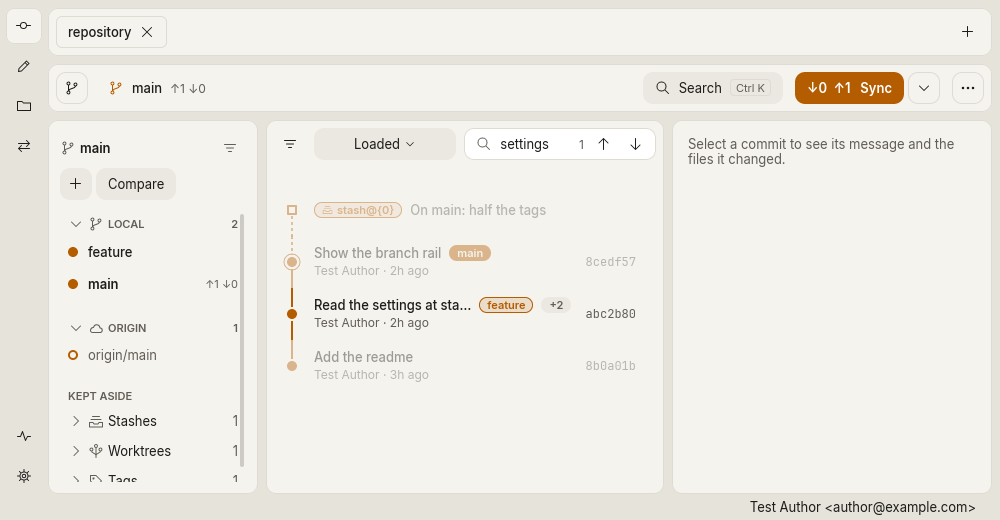 repository
main ↑1 ↓0
Search Ctrl K
↓0 ↑1 Sync
main
Compare
LOCAL 2
feature
main ↑1 ↓0
ORIGIN 1
origin/main
KEPT ASIDE
Stashes 1
Worktrees 1
Tags 1
Loaded
settings 1
stash@{0} On main: half the tags
Show the branch rail main
Test Author · 2h ago 8cedf57
Read the settings at sta… feature +2
Test Author · 2h ago abc2b80
Add the readme
Test Author · 3h ago 8b0a01b
Select a commit to see its message and the
files it changed.
Test Author <author@example.com>